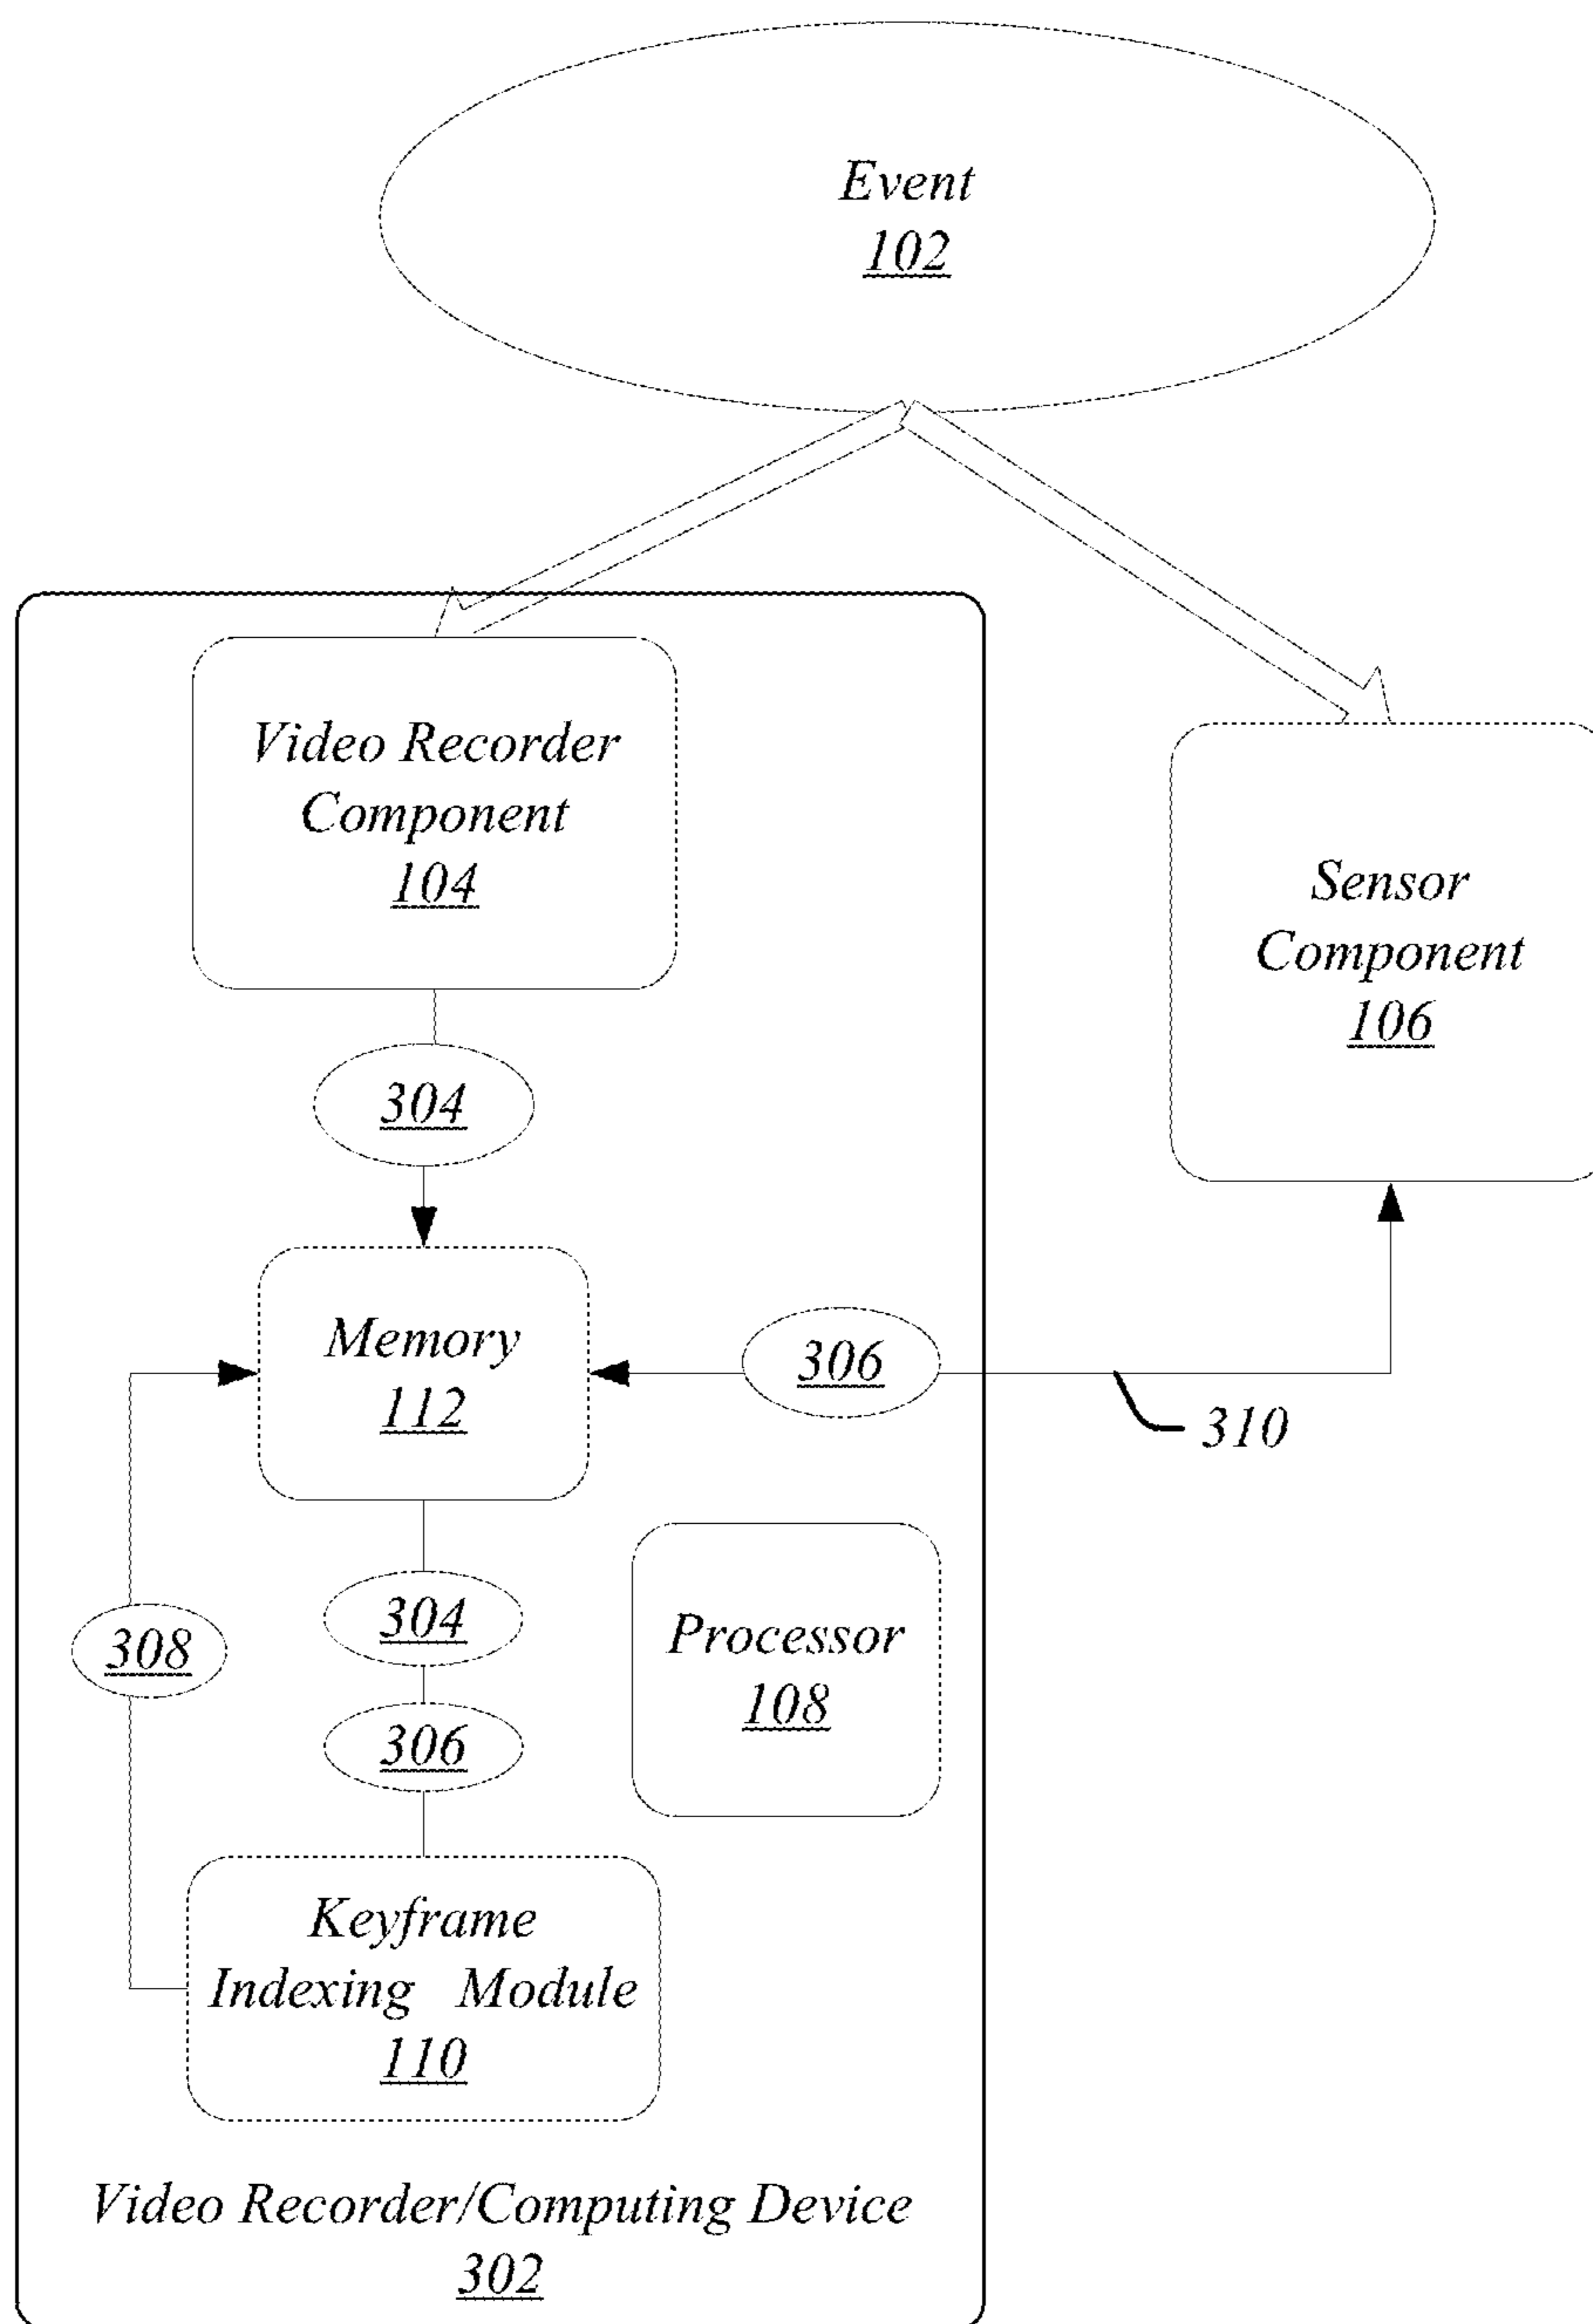 Event
102
Video Recorder
Component
104
Sensor
Component
106
304
Memory
112
306
310
304
Processor
108
308
306
Keyframe
Indexing Module
110
Video Recorder/Computing Device
302